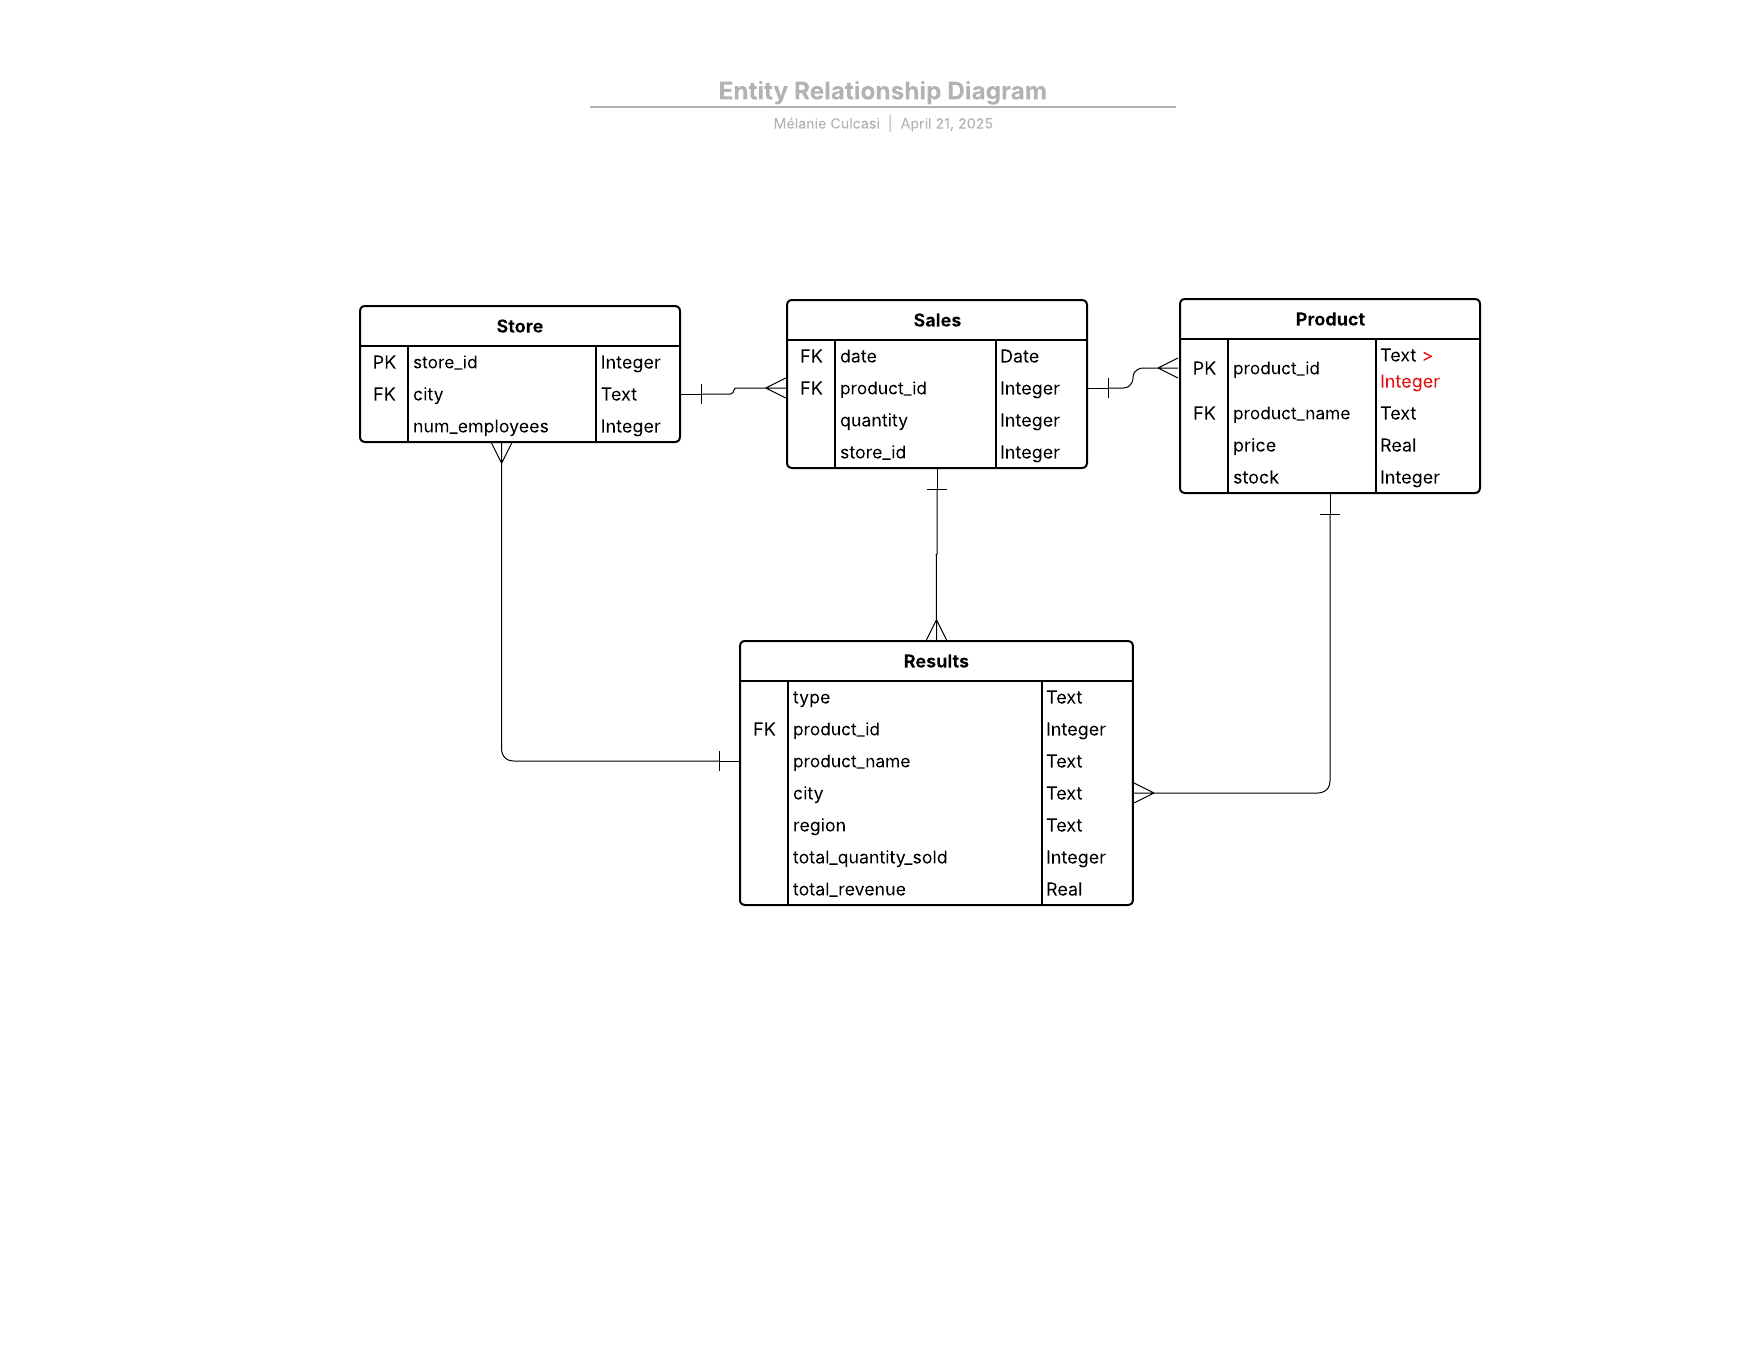 Entity Relationship Diagram
Mélanie Culcasi | April 21, 2025
Store
PK store_id Integer
FK city Text
num_employees Integer
Sales
FK date Date
FK product_id Integer
quantity Integer
store_id Integer
Product
PK product_id Text >
Integer
FK product_name Text
price Real
stock Integer
Results
type Text
FK product_id Integer
product_name Text
city Text
region Text
total_quantity_sold Integer
total_revenue Real